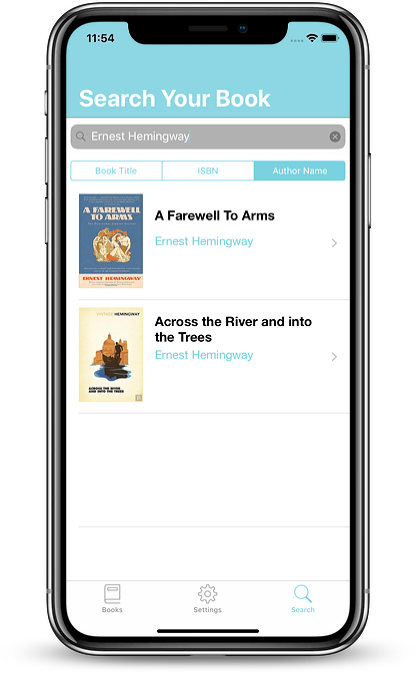 11:54
Search Your Book
Ernest Hemingway
Book Title
ISBN
Author Name
A FAREWELL
TO ARMS
ERNEST HEMINGWAY
A Farewell To Arms
Ernest Hemingway
VINTAGE HEMINGWAY
ACROSS THE RIVER
AND INTO THE TREES
Across the River and into
the Trees
Ernest Hemingway
Books
Settings
Search